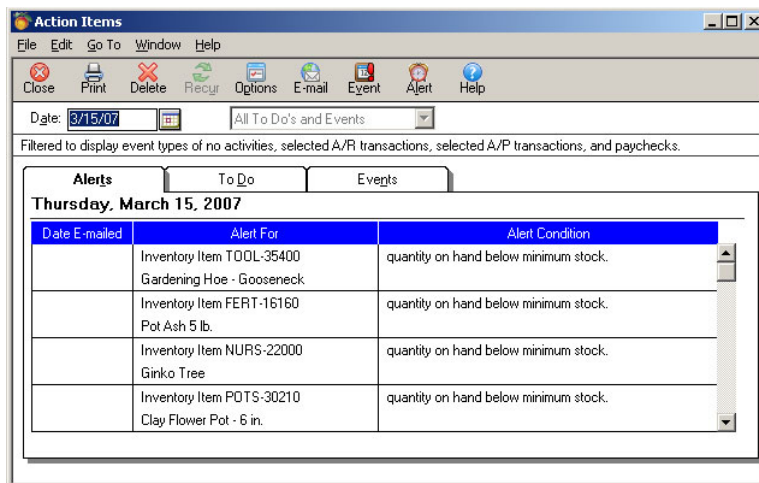 Action Items
File Edit Go To Window Help
Close Print Delete Recur Options E-mail Event Alert Help
Date: 3/15/07 All To Do's and Events
Filtered to display event types of no activities, selected A/R transactions, selected A/P transactions, and paychecks.
Alerts To Do Events
Thursday, March 15, 2007
Date E-mailed Alert For Alert Condition
Inventory Item TOOL-35400 quantity on hand below minimum stock.
Gardening Hoe - Gooseneck
Inventory Item FERT-16160 quantity on hand below minimum stock.
Pot Ash 5 lb.
Inventory Item NURS-22000 quantity on hand below minimum stock.
Ginko Tree
Inventory Item POTS-30210 quantity on hand below minimum stock.
Clay Flower Pot - 6 in.